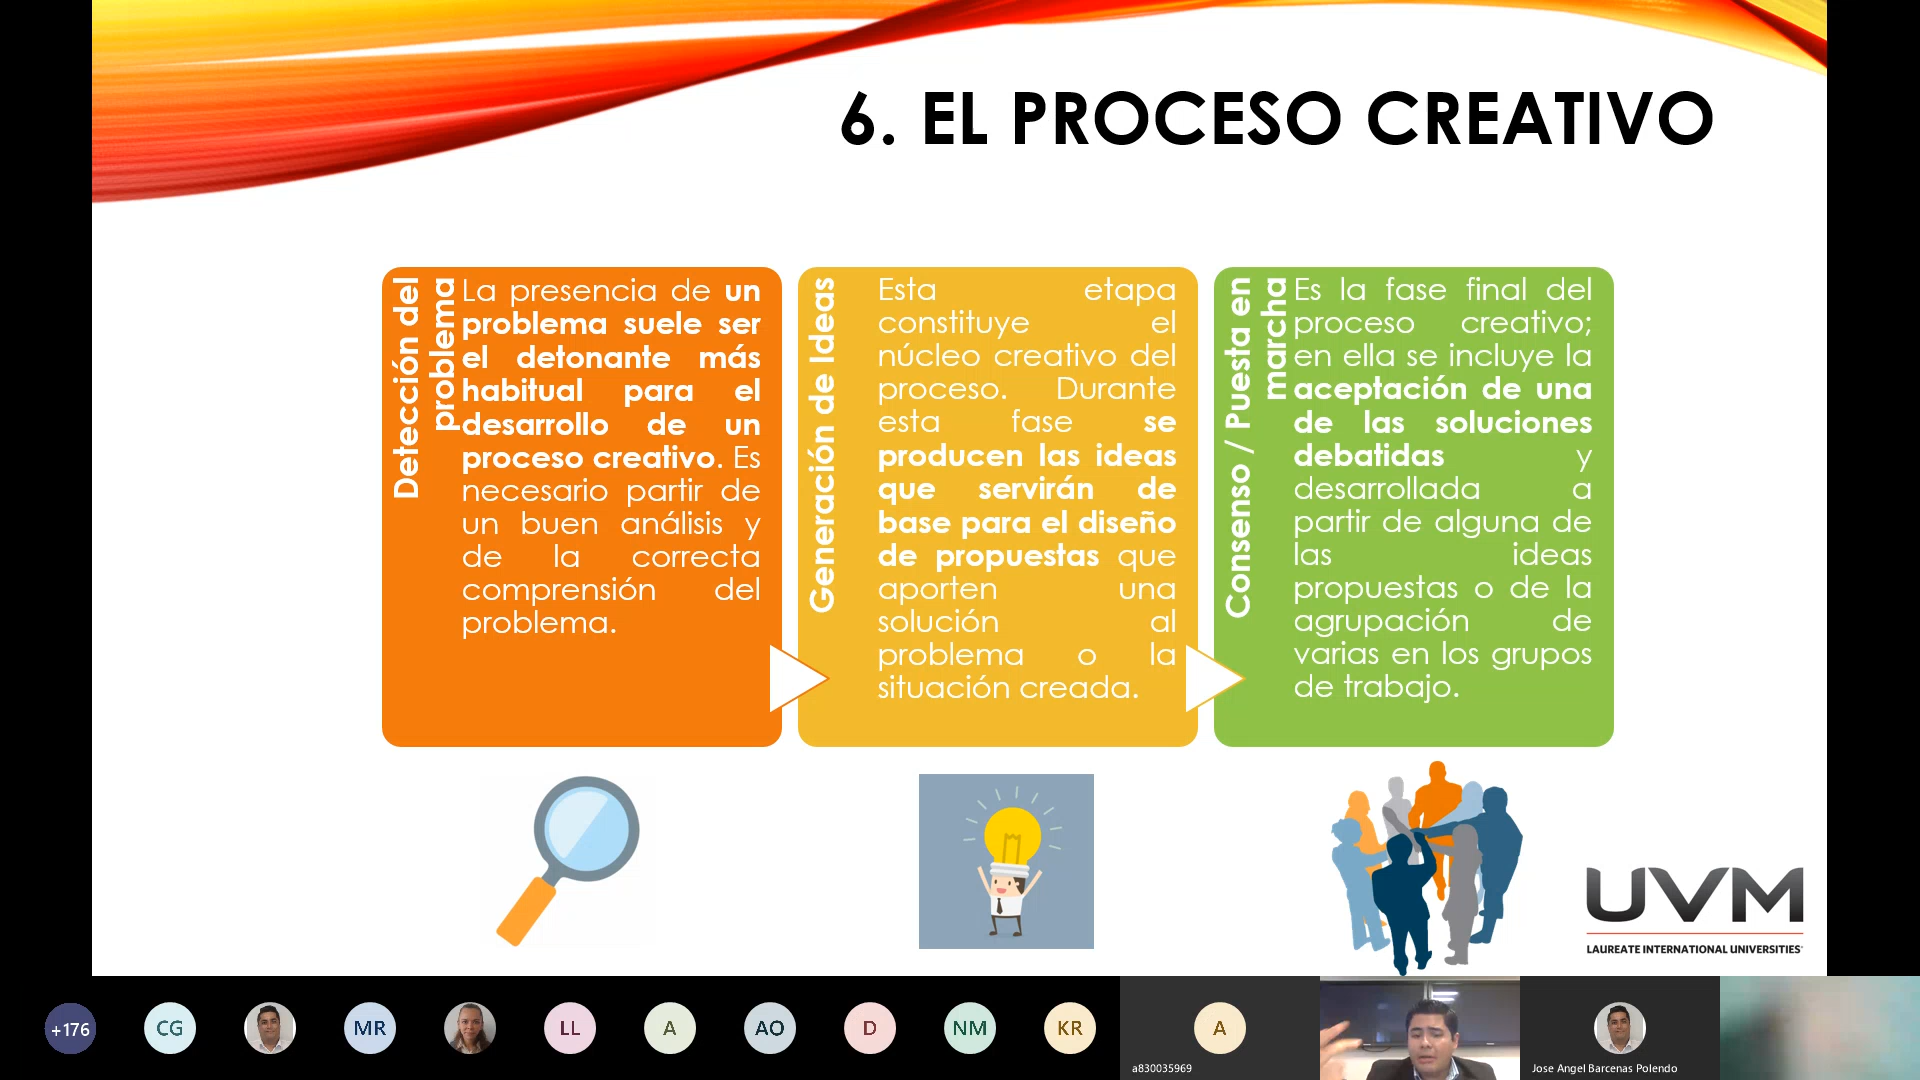 6. EL PROCESO CREATIVO
Detección del
problema
La presencia de un
problema suele ser
el detonante más
habitual para el
desarrollo de un
proceso creativo. Es
necesario partir de
un buen análisis y
de la correcta
comprensión del
problema.
Generación de Ideas
Esta etapa
constituye el
núcleo creativo del
proceso. Durante
esta fase se
producen las ideas
que servirán de
base para el diseño
de propuestas que
aporten una
solución al
problema o la
situación creada.
Consenso / Puesta en
marcha
Es la fase final del
proceso creativo;
en ella se incluye la
aceptación de una
de las soluciones
debatidas y
desarrollada a
partir de alguna de
las ideas
propuestas o de la
agrupación de
varias en los grupos
de trabajo.
UVM
LAUREATE INTERNATIONAL UNIVERSITIES
+176
CG
MR
LL
A
AO
D
NM
KR
A
a830035969
Jose Angel Barcenas Polendo